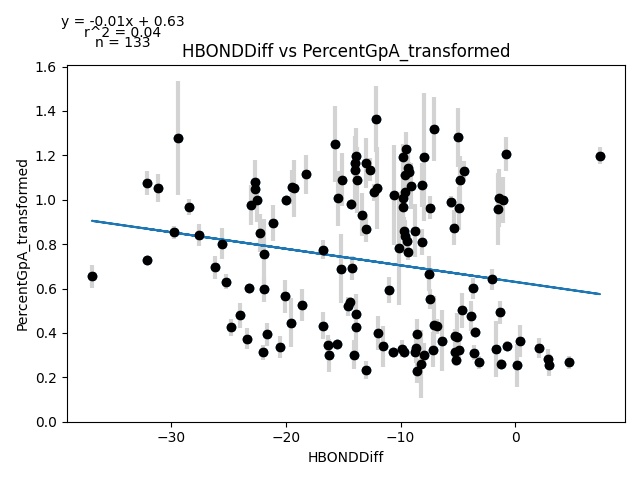 y = -0.01x + 0.63
r^2 = 0.04
n = 133
HBONDDiff vs PercentGpA_transformed
1.6
1.4
1.2
1.0
0.8
0.6
0.4
0.2
0.0
PercentGpA_transformed
−30 −20 −10 0
HBONDDiff